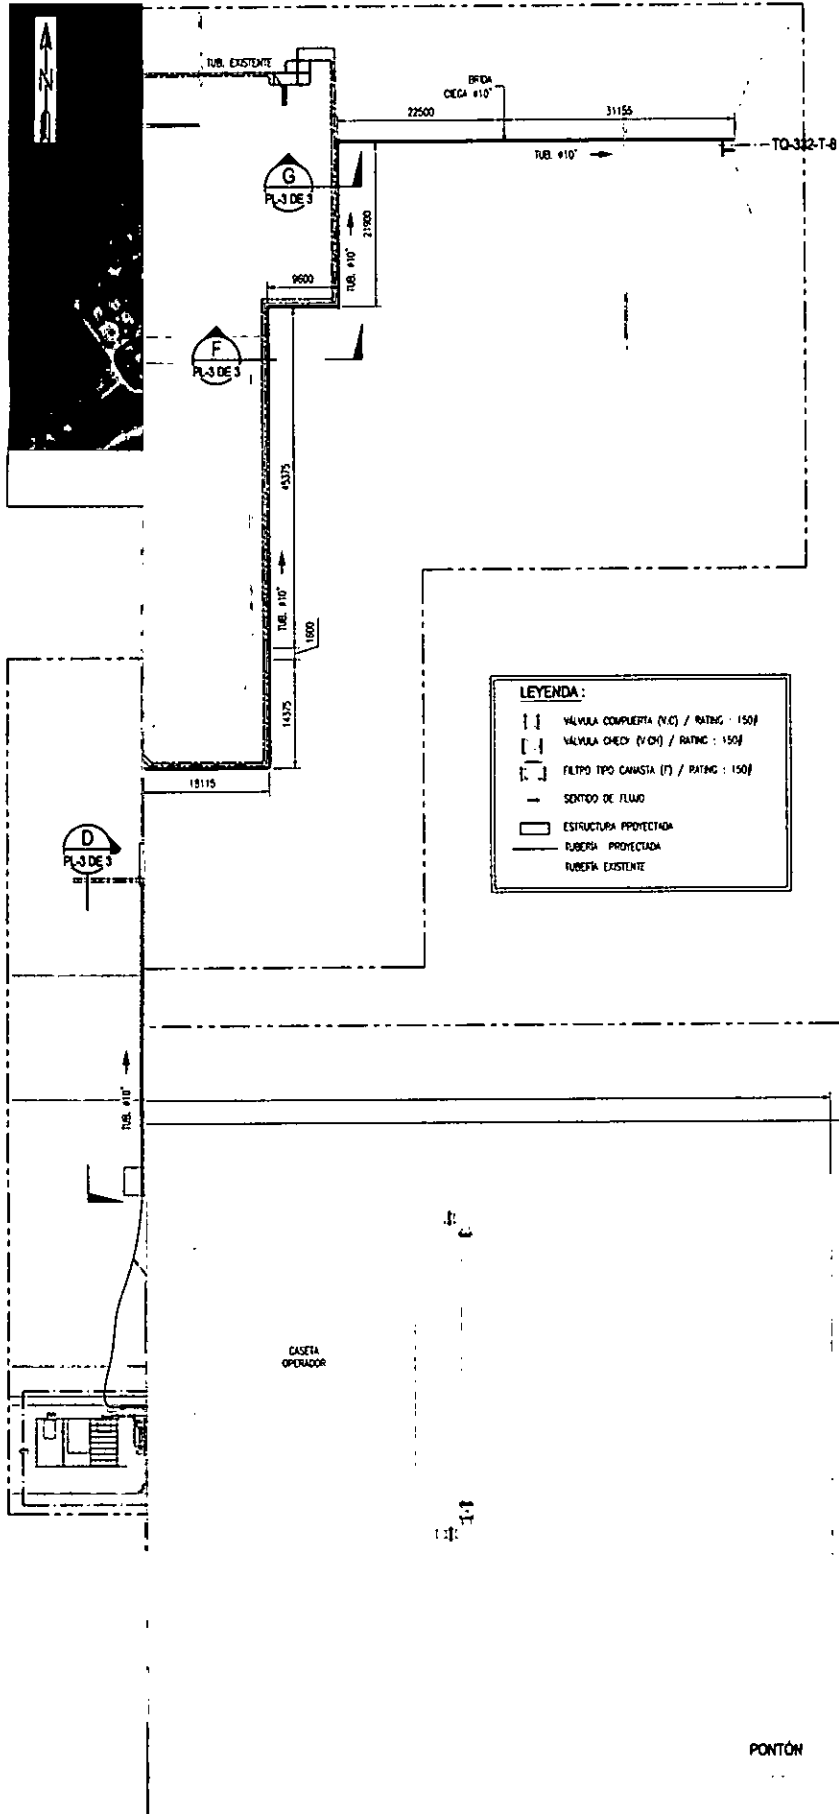 N
TUB. EXISTENTE
BRIDA
CIEGA ø10"
22500
31155
TUB. ø10"
TQ-332-T-8
G
PL-3 DE 3
TUB. ø10"
21900
9600
F
PL-3 DE 3
45375
TUB. ø10"
1600
14375
18115
D
PL-3 DE 3
LEYENDA :
VÁLVULA COMPUERTA (V.C) / RATING : 150#
VÁLVULA CHECK (V.CH) / RATING : 150#
FILTRO TIPO CANASTA (F) / RATING : 150#
SENTIDO DE FLUJO
ESTRUCTURA PROYECTADA
TUBERÍA PROYECTADA
TUBERÍA EXISTENTE
TUB. ø10"
CASETA
OPERADOR
PONTÓN